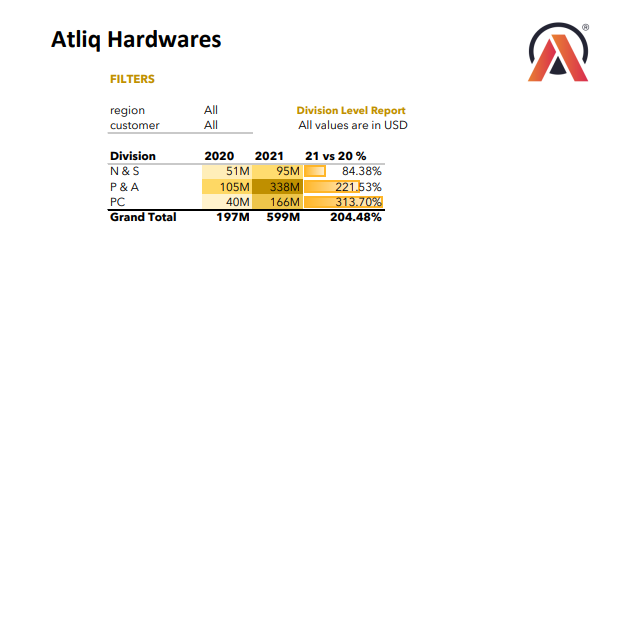 Atliq Hardwares
®
FILTERS
region All Division Level Report
customer All All values are in USD
Division 2020 2021 21 vs 20 %
N & S 51M 95M 84.38%
P & A 105M 338M 221.53%
PC 40M 166M 313.70%
Grand Total 197M 599M 204.48%